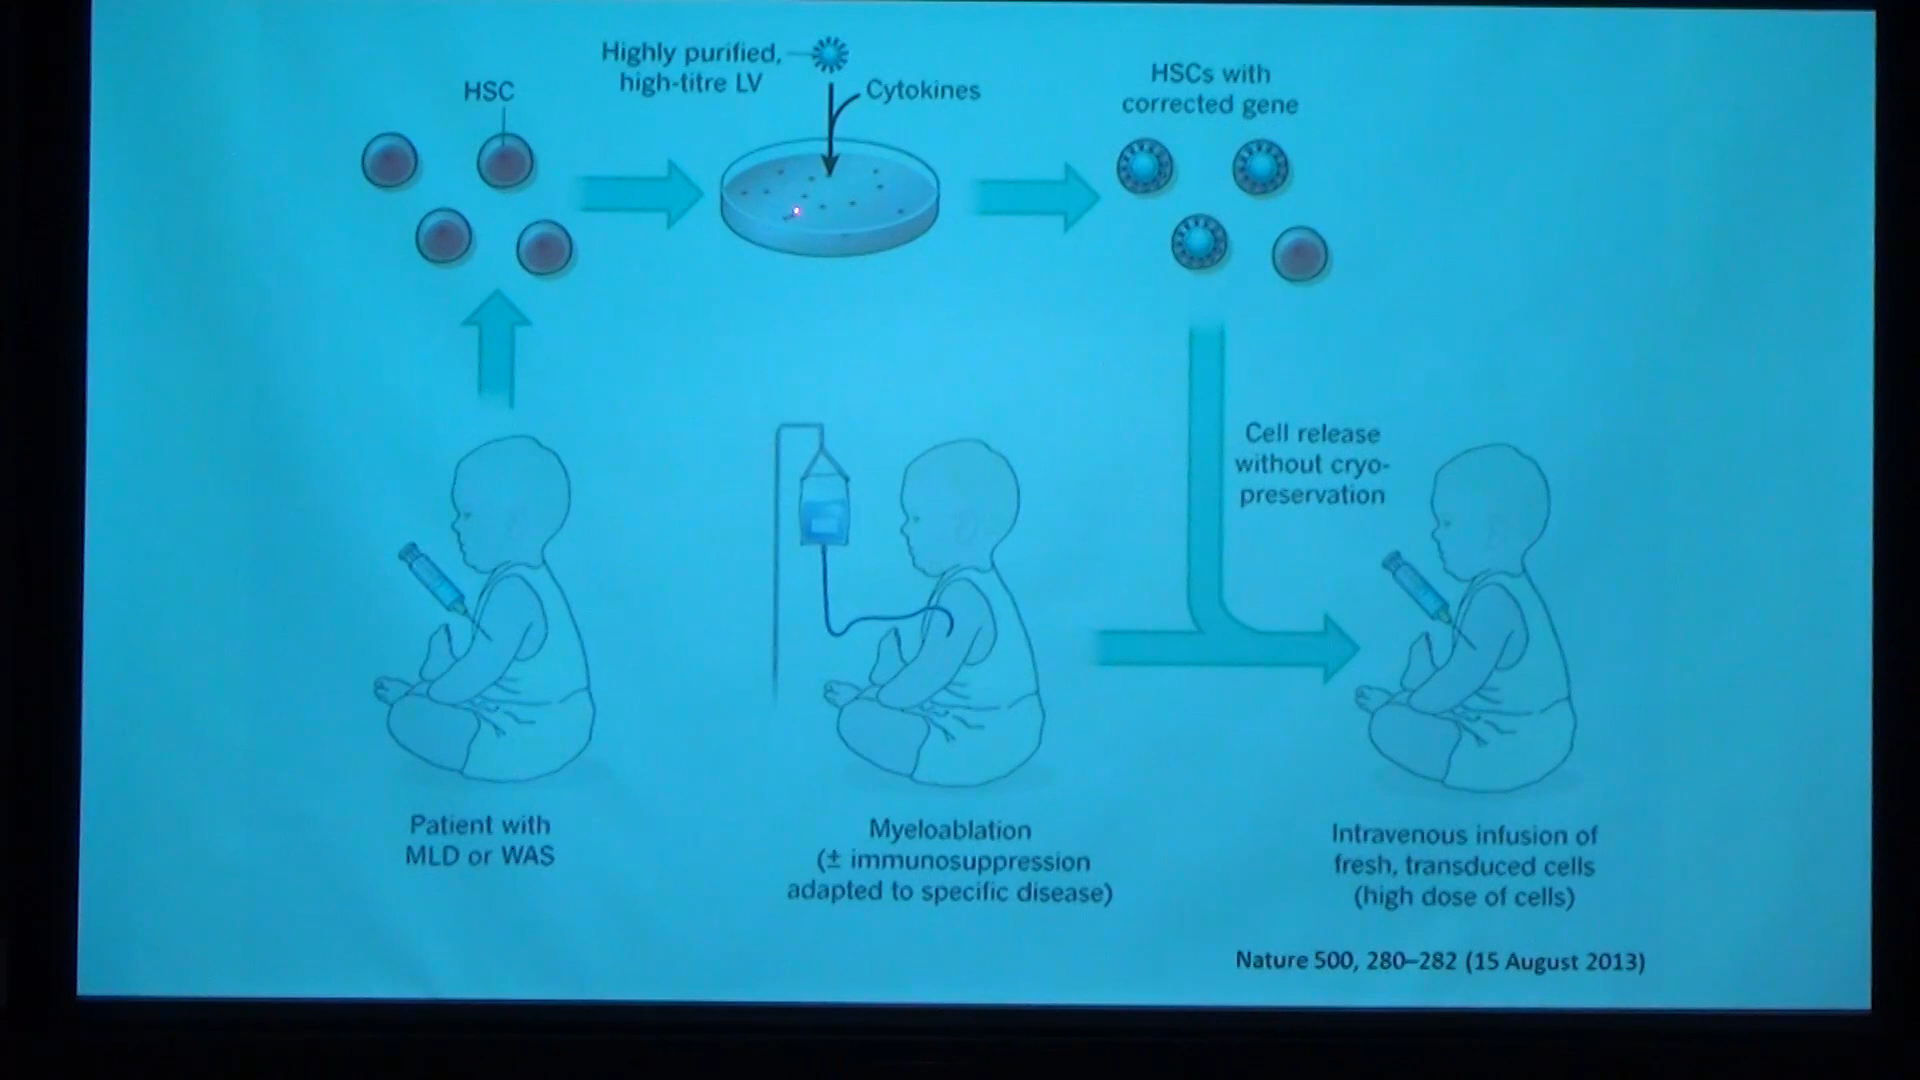 Highly purified,
high-titre LV
HSC
Cytokines
HSCs with
corrected gene
Cell release
without cryo-
preservation
Patient with
MLD or WAS
Myeloablation
(± immunosuppression
adapted to specific disease)
Intravenous infusion of
fresh, transduced cells
(high dose of cells)
Nature 500, 280–282 (15 August 2013)